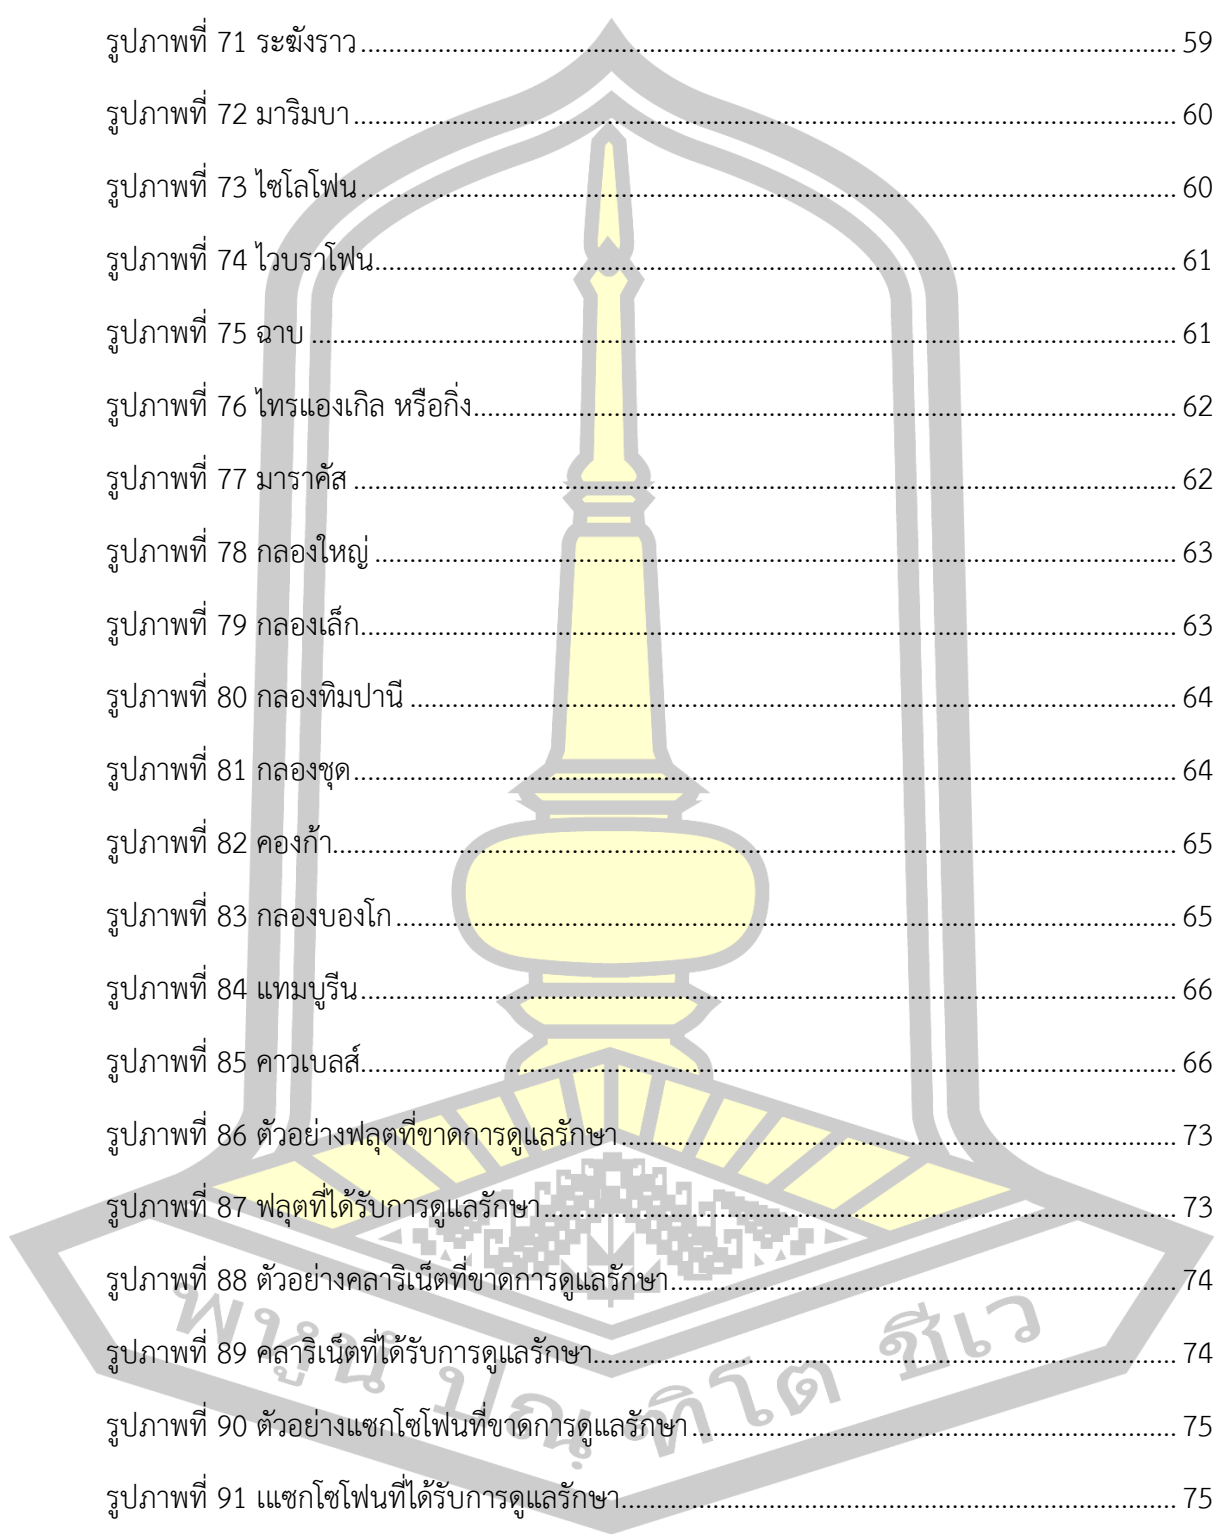 รูปภาพที่ 71 ระฆังราว 59
รูปภาพที่ 72 มาริมบา 60
รูปภาพที่ 73 ไซโลโฟน 60
รูปภาพที่ 74 ไวบราโฟน 61
รูปภาพที่ 75 ฉาบ 61
รูปภาพที่ 76 ไทรแองเกิล หรือกิ่ง 62
รูปภาพที่ 77 มาราคัส 62
รูปภาพที่ 78 กลองใหญ่ 63
รูปภาพที่ 79 กลองเล็ก 63
รูปภาพที่ 80 กลองทิมปานี 64
รูปภาพที่ 81 กลองชุด 64
รูปภาพที่ 82 คองก้า 65
รูปภาพที่ 83 กลองบองโก 65
รูปภาพที่ 84 แทมบูรีน 66
รูปภาพที่ 85 คาวเบลส์ 66
รูปภาพที่ 86 ตัวอย่างฟลุตที่ขาดการดูแลรักษา 73
รูปภาพที่ 87 ฟลุตที่ได้รับการดูแลรักษา 73
รูปภาพที่ 88 ตัวอย่างคลาริเน็ตที่ขาดการดูแลรักษา 74
รูปภาพที่ 89 คลาริเน็ตที่ได้รับการดูแลรักษา 74
รูปภาพที่ 90 ตัวอย่างแซกโซโฟนที่ขาดการดูแลรักษา 75
รูปภาพที่ 91 เแซกโซโฟนที่ได้รับการดูแลรักษา 75
พหูน ปณฺฑิโต ชีเว